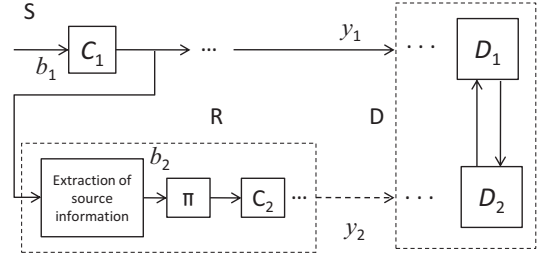 S
b₁
C₁
...
y₁
...
D₁
R
D
Extraction of
source
information
b₂
π
C₂
...
y₂
...
D₂